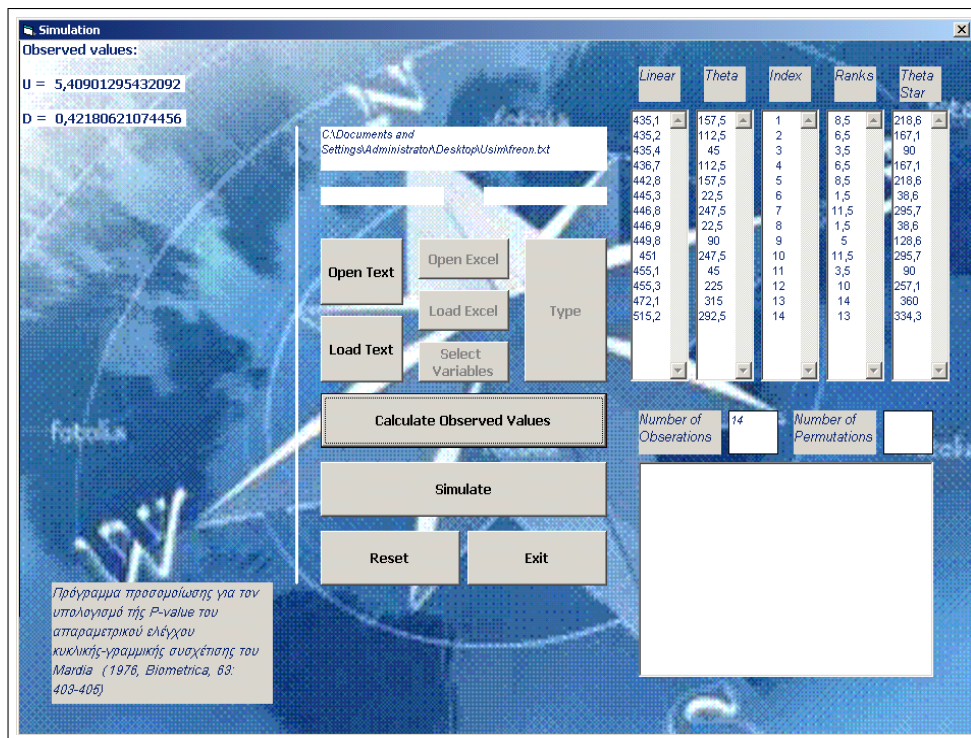 Simulation
Observed values:
U = 5,40901295432092
D = 0,42180621074456
C:\Documents and
Settings\Administrator\Desktop\Usim\freon.txt
Open Text
Open Excel
Type
Load Excel
Load Text
Select
Variables
Calculate Observed Values
Simulate
Reset
Exit
Linear Theta Index Ranks Theta
Star
435,1 157,5 1 8,5 218,6
435,2 112,5 2 6,5 167,1
435,4 45 3 3,5 90
436,7 112,5 4 6,5 167,1
442,8 157,5 5 8,5 218,6
445,3 22,5 6 1,5 38,6
446,8 247,5 7 11,5 295,7
446,9 22,5 8 1,5 38,6
449,8 90 9 5 128,6
451 247,5 10 11,5 295,7
455,1 45 11 3,5 90
455,3 225 12 10 257,1
472,1 315 13 14 360
515,2 292,5 14 13 334,3
Number of
Obserations
14
Number of
Permutations
Πρόγραμμα προσομοίωσης για τον
υπολογισμό τής P-value του
απαραμετρικού ελέγχου
κυκλικής-γραμμικής συσχέτισης του
Mardia (1976, Biometrica, 63:
403-405)
fotolia
fotolia
W